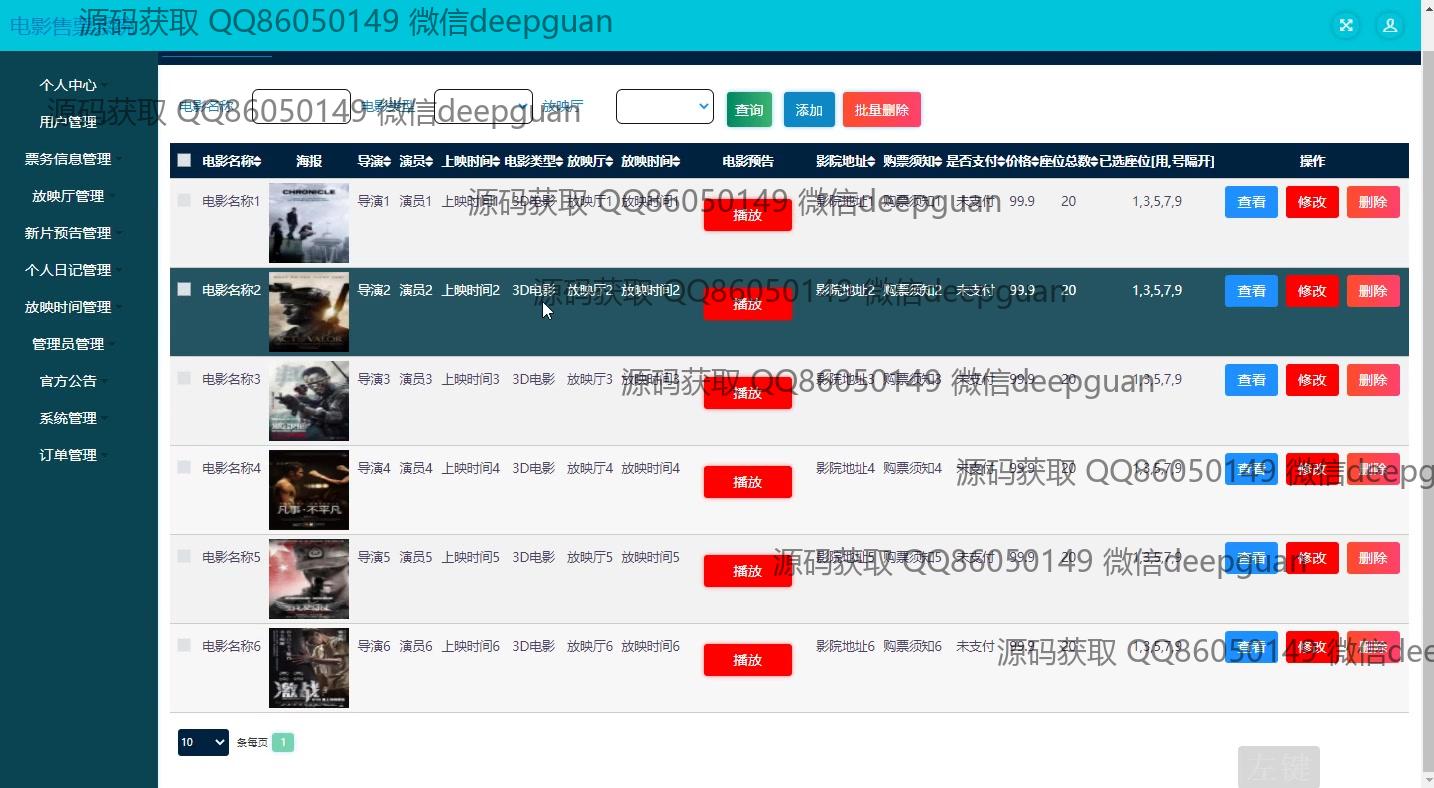 电影售票系统
源码获取 QQ86050149 微信deepguan
个人中心
用户管理
票务信息管理
放映厅管理
新片预告管理
个人日记管理
放映时间管理
管理员管理
官方公告
系统管理
订单管理
电影名称 电影类型 放映厅 查询 添加 批量删除
源码获取 QQ86050149 微信deepguan
电影名称 海报 导演 演员 上映时间 电影类型 放映厅 放映时间 电影预告 影院地址 购票须知 是否支付 价格 座位总数 已选座位[用,号隔开] 操作
CHRONICLE
电影名称1 导演1 演员1 上映时间1 3D电影 放映厅1 放映时间1 播放 影院地址1 购票须知1 未支付 99.9 20 1,3,5,7,9 查看 修改 删除
源码获取 QQ86050149 微信deepguan
电影名称2 导演2 演员2 上映时间2 3D电影 放映厅2 放映时间2 播放 影院地址2 购票须知2 未支付 99.9 20 1,3,5,7,9 查看 修改 删除
源码获取 QQ86050149 微信deepguan
ACT OF VALOR
电影名称3 导演3 演员3 上映时间3 3D电影 放映厅3 放映时间3 播放 影院地址3 购票须知3 未支付 99.9 20 1,3,5,7,9 查看 修改 删除
源码获取 QQ86050149 微信deepguan
电影名称4 导演4 演员4 上映时间4 3D电影 放映厅4 放映时间4 播放 影院地址4 购票须知4 未支付 99.9 20 1,3,5,7,9 查看 修改 删除
源码获取 QQ86050149 微信deepg
凡事·不平凡
电影名称5 导演5 演员5 上映时间5 3D电影 放映厅5 放映时间5 播放 影院地址5 购票须知5 未支付 99.9 20 1,3,5,7,9 查看 修改 删除
源码获取 QQ86050149 微信deepguan
电影名称6 导演6 演员6 上映时间6 3D电影 放映厅6 放映时间6 播放 影院地址6 购票须知6 未支付 99.9 20 1,3,5,7,9 查看 修改 删除
源码获取 QQ86050149 微信dee
激战
10 条每页 1
左键